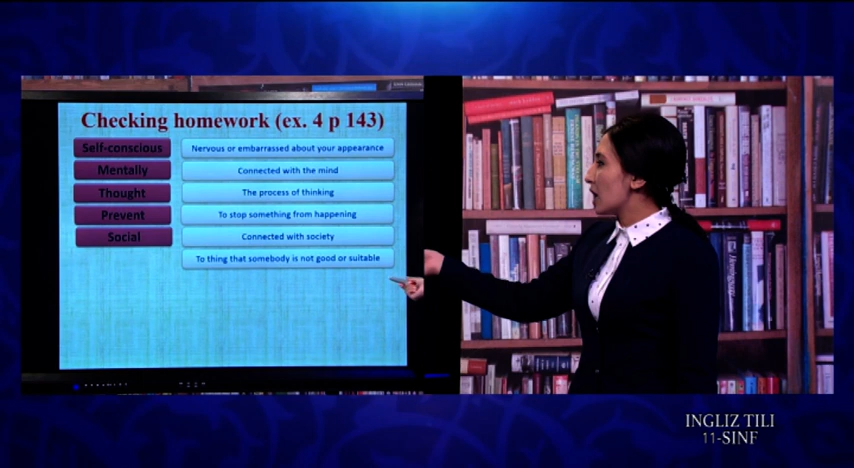 Checking homework (ex. 4 p 143)
Self-conscious
Nervous or embarrassed about your appearance
Mentally
Connected with the mind
Thought
The process of thinking
Prevent
To stop something from happening
Social
Connected with society
To thing that somebody is not good or suitable
INGLIZ TILI
11-SINF